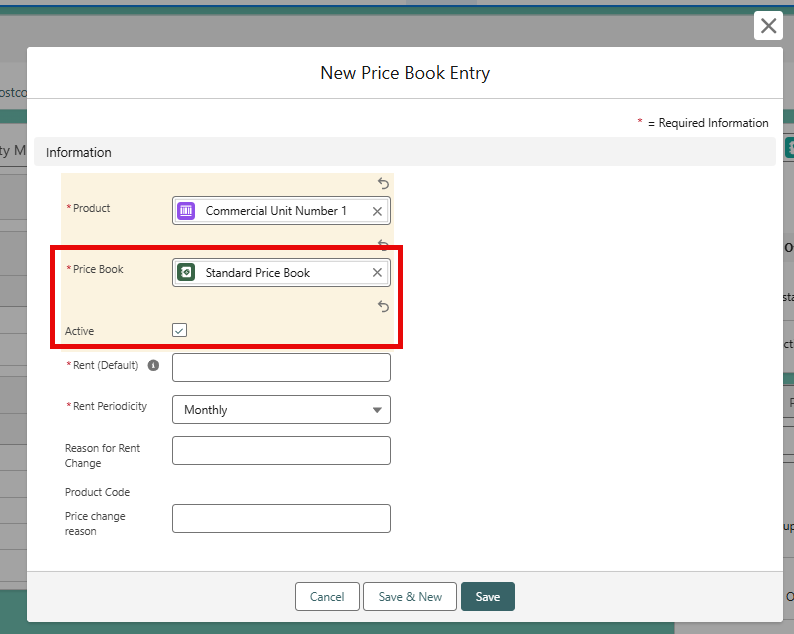 New Price Book Entry
* = Required Information
Information
*Product
Commercial Unit Number 1
*Price Book
Standard Price Book
Active
*Rent (Default)
*Rent Periodicity
Monthly
Reason for Rent
Change
Product Code
Price change
reason
Cancel
Save & New
Save